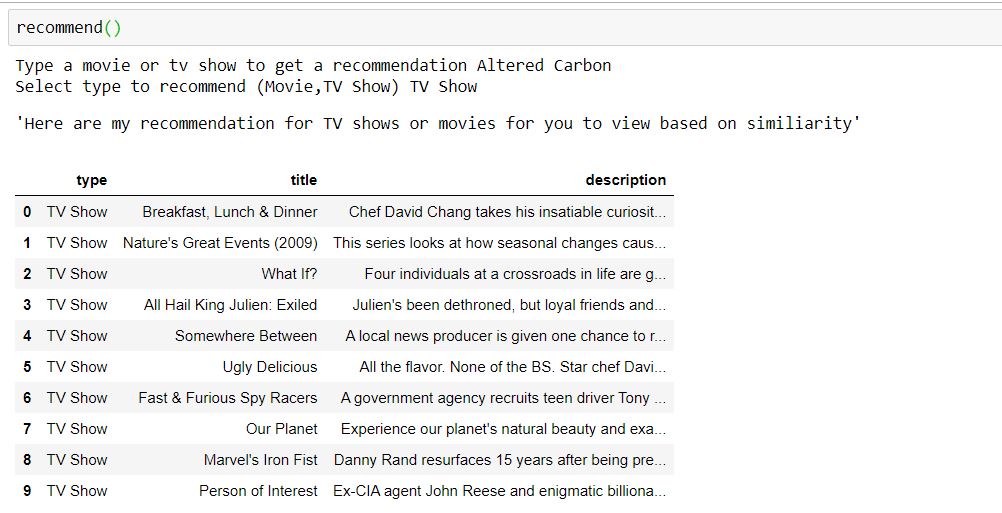 recommend()
Type a movie or tv show to get a recommendation Altered Carbon
Select type to recommend (Movie,TV Show) TV Show
'Here are my recommendation for TV shows or movies for you to view based on similiarity'
type title description
0 TV Show Breakfast, Lunch & Dinner Chef David Chang takes his insatiable curiosit...
1 TV Show Nature's Great Events (2009) This series looks at how seasonal changes caus...
2 TV Show What If? Four individuals at a crossroads in life are g...
3 TV Show All Hail King Julien: Exiled Julien's been dethroned, but loyal friends and...
4 TV Show Somewhere Between A local news producer is given one chance to r...
5 TV Show Ugly Delicious All the flavor. None of the BS. Star chef Davi...
6 TV Show Fast & Furious Spy Racers A government agency recruits teen driver Tony ...
7 TV Show Our Planet Experience our planet's natural beauty and exa...
8 TV Show Marvel's Iron Fist Danny Rand resurfaces 15 years after being pre...
9 TV Show Person of Interest Ex-CIA agent John Reese and enigmatic billiona...